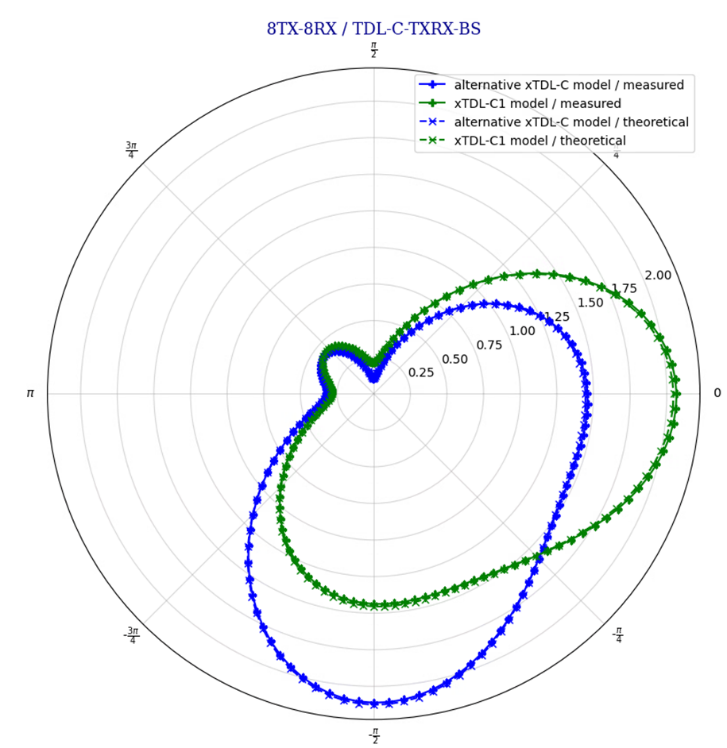 8TX-8RX / TDL-C-TXRX-BS
π/2
alternative xTDL-C model / measured
xTDL-C1 model / measured
alternative xTDL-C model / theoretical
xTDL-C1 model / theoretical
3π/4
4
2.00
1.75
1.50
1.25
1.00
0.75
0.50
0.25
π
0
-3π/4
-π/4
-π/2